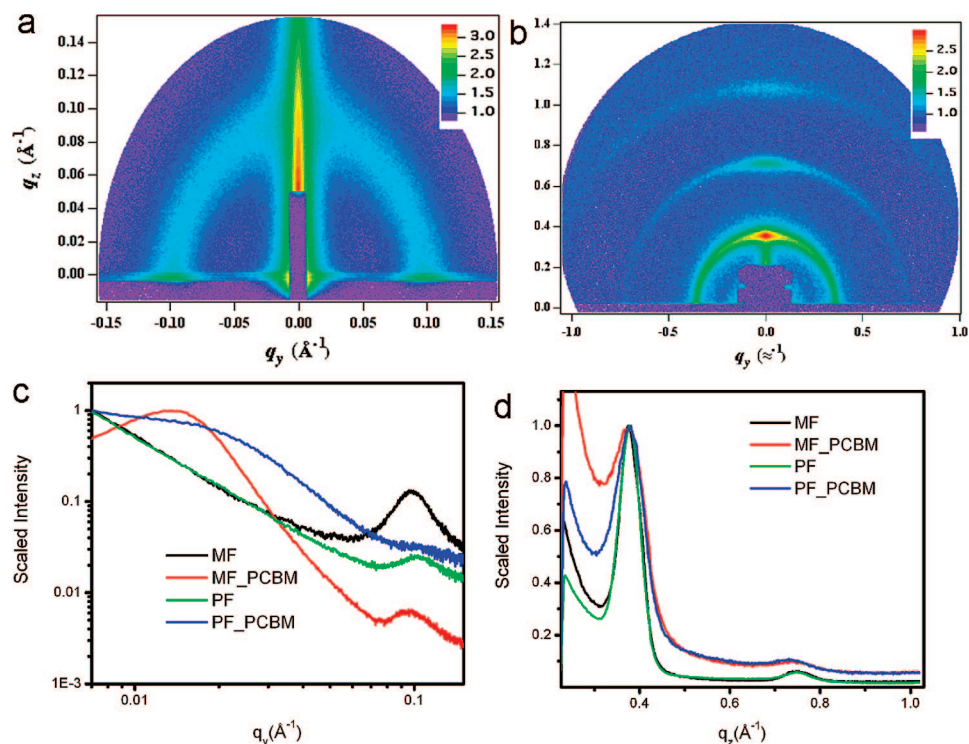 a
0.14
0.12
0.10
0.08
0.06
0.04
0.02
0.00
q_z (Å⁻¹)
3.0
2.5
2.0
1.5
1.0
-0.15 -0.10 -0.05 0.00 0.05 0.10 0.15
q_y (Å⁻¹)
b
1.4
1.2
1.0
0.8
0.6
0.4
0.2
0.0
2.5
2.0
1.5
1.0
-1.0 -0.5 0.0 0.5 1.0
q_y (≈⁻¹)
c
1
0.1
0.01
1E-3
Scaled Intensity
MF
MF_PCBM
PF
PF_PCBM
0.01 0.1
q_y(Å⁻¹)
d
1.0
0.8
0.6
0.4
0.2
Scaled Intensity
MF
MF_PCBM
PF
PF_PCBM
0.4 0.6 0.8 1.0
q_z(Å⁻¹)